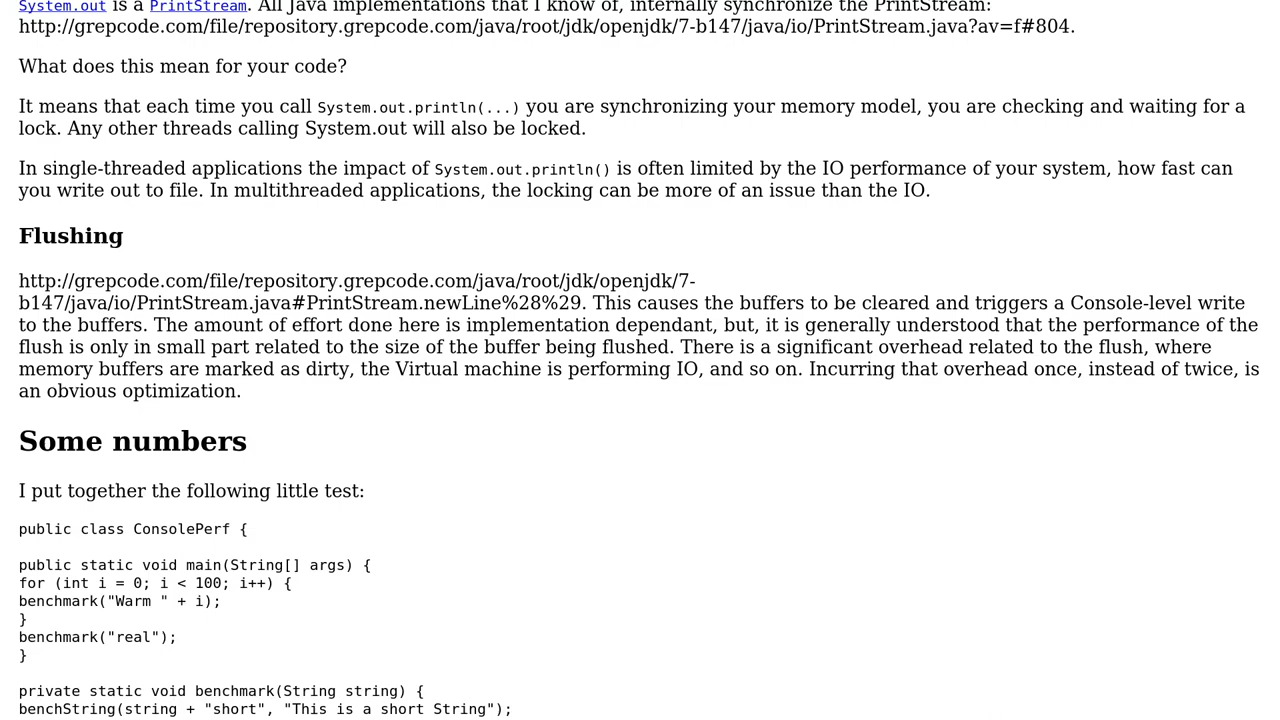 System.out is a PrintStream. All Java implementations that I know of, internally synchronize the PrintStream:
http://grepcode.com/file/repository.grepcode.com/java/root/jdk/openjdk/7-b147/java/io/PrintStream.java?av=f#804.
What does this mean for your code?
It means that each time you call System.out.println(...) you are synchronizing your memory model, you are checking and waiting for a
lock. Any other threads calling System.out will also be locked.
In single-threaded applications the impact of System.out.println() is often limited by the IO performance of your system, how fast can
you write out to file. In multithreaded applications, the locking can be more of an issue than the IO.
Flushing
http://grepcode.com/file/repository.grepcode.com/java/root/jdk/openjdk/7-
b147/java/io/PrintStream.java#PrintStream.newLine%28%29. This causes the buffers to be cleared and triggers a Console-level write
to the buffers. The amount of effort done here is implementation dependant, but, it is generally understood that the performance of the
flush is only in small part related to the size of the buffer being flushed. There is a significant overhead related to the flush, where
memory buffers are marked as dirty, the Virtual machine is performing IO, and so on. Incurring that overhead once, instead of twice, is
an obvious optimization.
Some numbers
I put together the following little test:
public class ConsolePerf {
public static void main(String[] args) {
for (int i = 0; i < 100; i++) {
benchmark("Warm " + i);
}
benchmark("real");
}
private static void benchmark(String string) {
benchString(string + "short", "This is a short String");